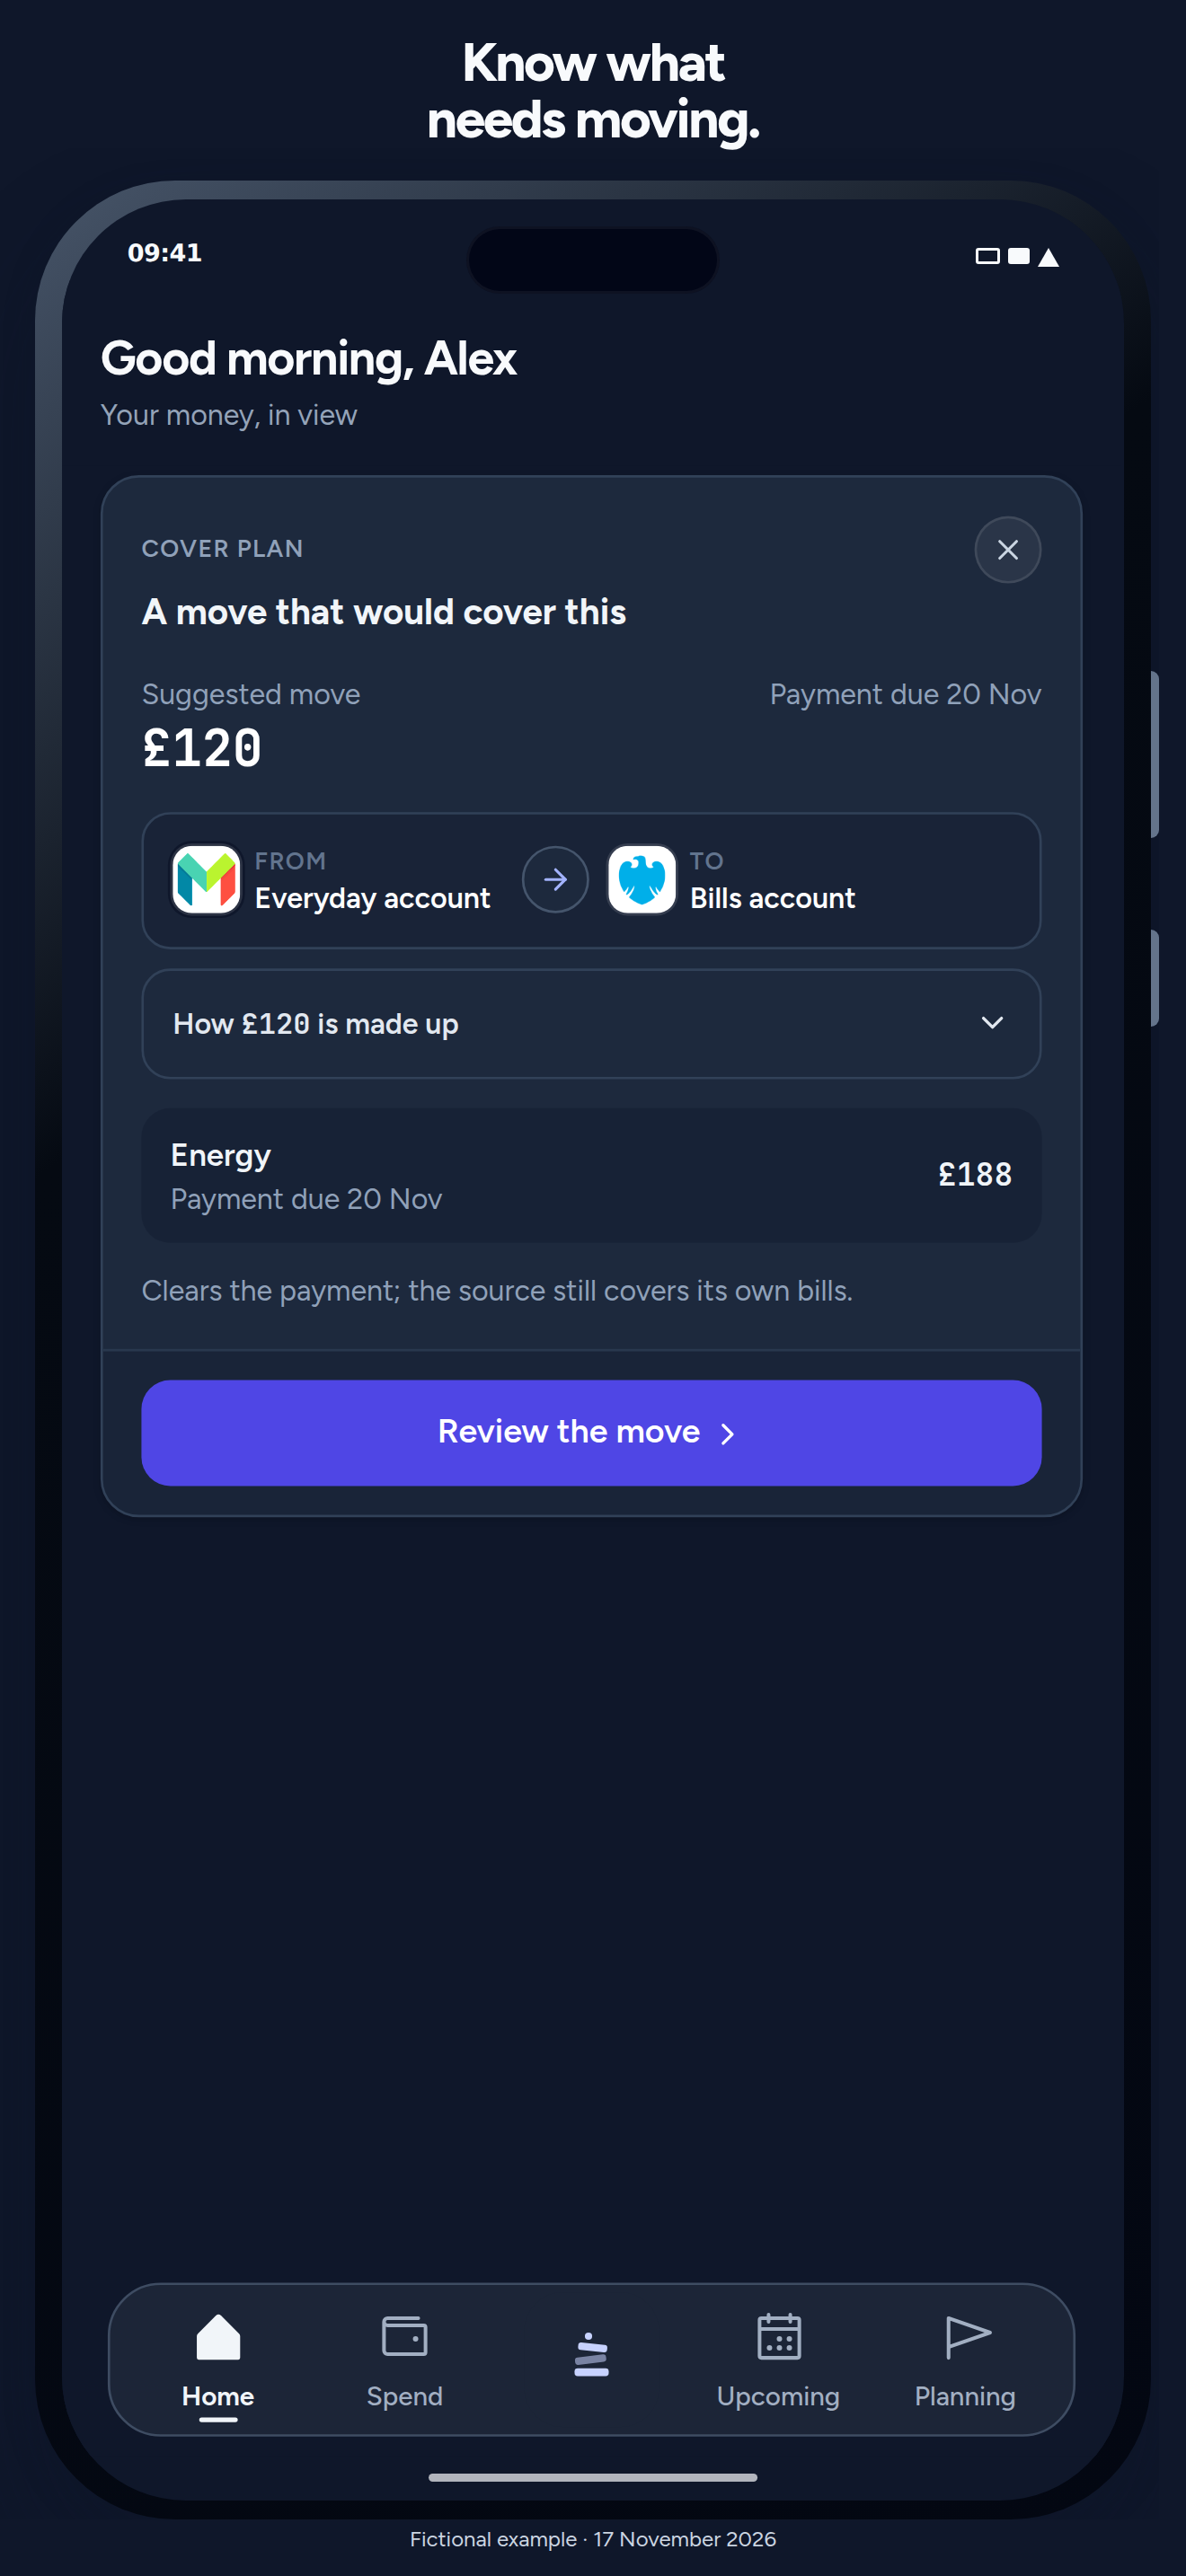 Know what
needs moving.
09:41
Good morning, Alex
Your money, in view
COVER PLAN
A move that would cover this
Suggested move
Payment due 20 Nov
£120
FROM
Everyday account
TO
Bills account
How £120 is made up
Energy
Payment due 20 Nov
£188
Clears the payment; the source still covers its own bills.
Review the move
Home
Spend
Upcoming
Planning
Fictional example · 17 November 2026